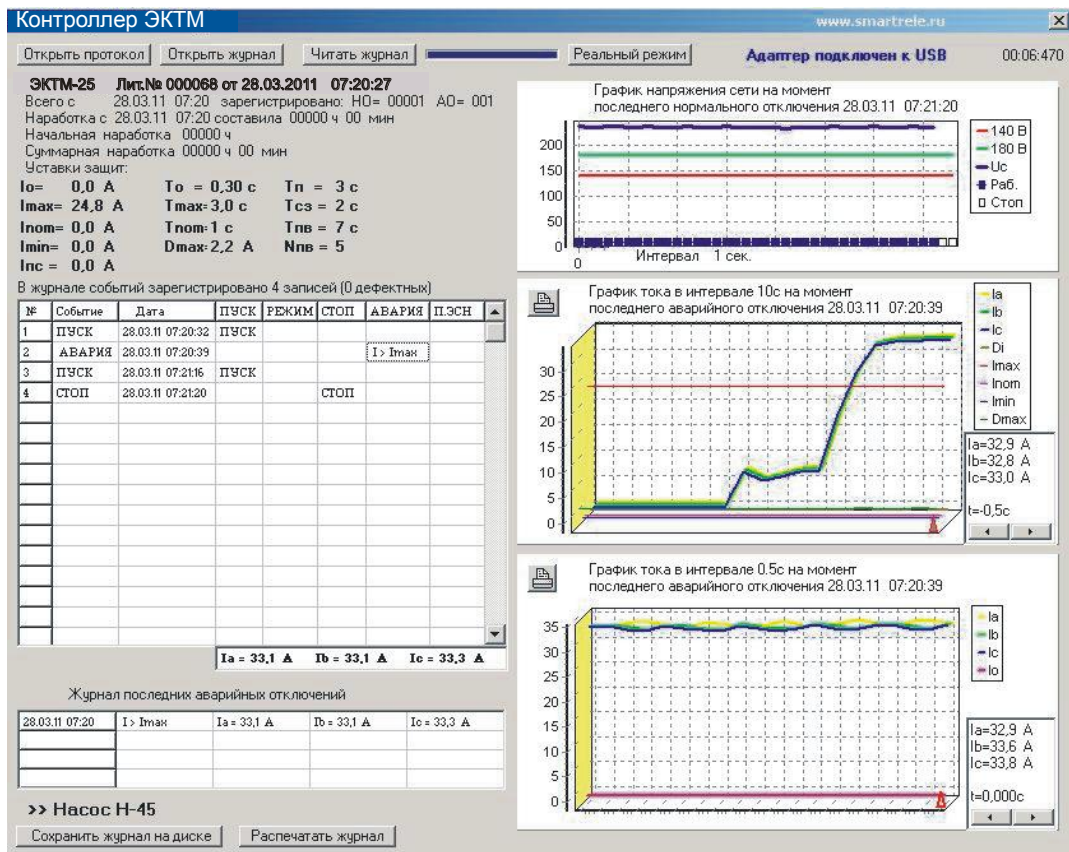 Контроллер ЭКТМ
www.smartrele.ru
Открыть протокол
Открыть журнал
Читать журнал
Реальный режим
Адаптер подключен к USB
00:06:470
ЭКТМ-25 Лит.№ 000068 от 28.03.2011 07:20:27
Всего с 28.03.11 07:20 зарегистрировано: НО= 00001 АО= 001
Наработка с 28.03.11 07:20 составила 00000 ч 00 мин
Начальная наработка 00000 ч
Суммарная наработка 00000 ч 00 мин
Уставки защит:
Io= 0,0 A To = 0,30 с Тп = 3 с
Imax= 24,8 A Tmax=3,0 с Тсз = 2 с
Inom= 0,0 A Tnom=1 с Тпв = 7 с
Imin= 0,0 A Dmax=2,2 A Nпв = 5
Inc = 0,0 A
В журнале событий зарегистрировано 4 записей (0 дефектных)
№ Событие Дата ПУСК РЕЖИМ СТОП АВАРИЯ П.ЭСН
1 ПУСК 28.03.11 07:20:32 ПУСК
2 АВАРИЯ 28.03.11 07:20:39 I> Imax
3 ПУСК 28.03.11 07:21:16 ПУСК
4 СТОП 28.03.11 07:21:20 СТОП
Ia = 33,1 A Ib = 33,1 A Ic = 33,3 A
Журнал последних аварийных отключений
28.03.11 07:20 I> Imax Ia = 33,1 A Ib = 33,1 A Ic = 33,3 A
>> Насос Н-45
Сохранить журнал на диске
Распечатать журнал
График напряжения сети на момент
последнего нормального отключения 28.03.11 07:21:20
200
150
100
50
0
0
Интервал 1 сек.
140 В
180 В
Uc
Раб.
Стоп
График тока в интервале 10с на момент
последнего аварийного отключения 28.03.11 07:20:39
30
25
20
15
10
5
0
Ia
Ib
Ic
Di
Imax
Inom
Imin
Dmax
Ia=32,9 A
Ib=32,8 A
Ic=33,0 A
t=-0,5с
График тока в интервале 0.5с на момент
последнего аварийного отключения 28.03.11 07:20:39
35
30
25
20
15
10
5
0
Ia
Ib
Ic
Io
Ia=32,9 A
Ib=33,6 A
Ic=33,8 A
t=0,000с